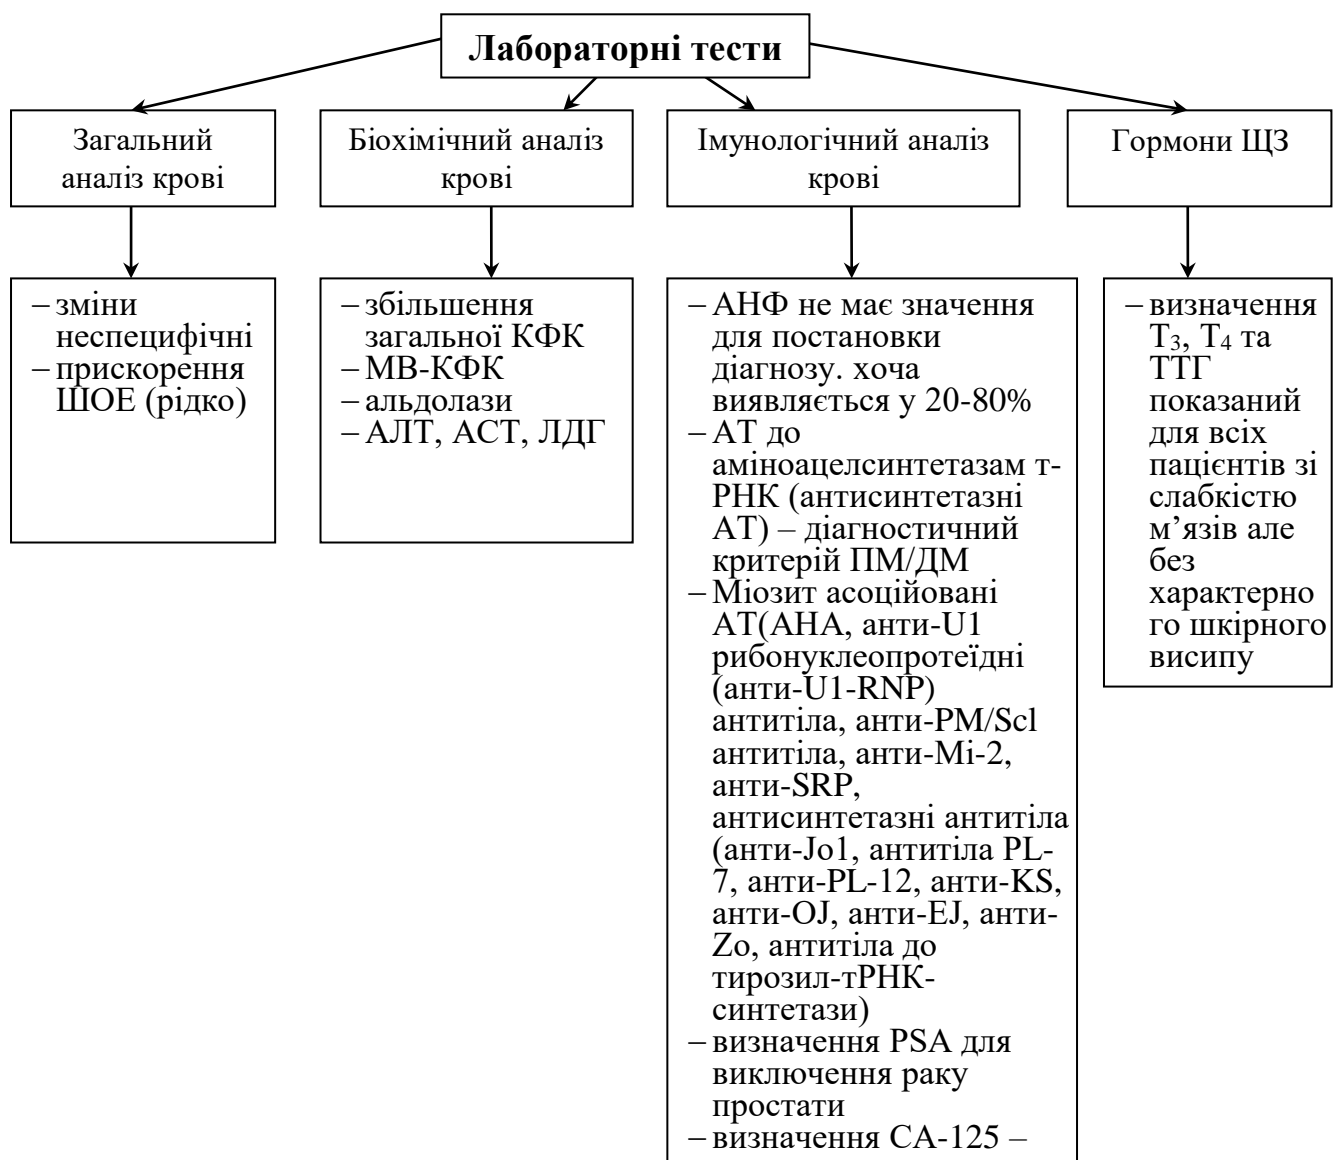 Лабораторні тести
Загальний
аналіз крові
Біохімічний аналіз
крові
Імунологічний аналіз
крові
Гормони ЩЗ
– зміни
неспецифічні
– прискорення
ШОЕ (рідко)
– збільшення
загальної КФК
– МВ-КФК
– альдолази
– АЛТ, АСТ, ЛДГ
– АНФ не має значення
для постановки
діагнозу. хоча
виявляється у 20-80%
– АТ до
аміноацелсинтетазам т-
РНК (антисинтетазні
АТ) – діагностичний
критерій ПМ/ДМ
– Міозит асоційовані
АТ(АНА, анти-U1
рибонуклеопротеїдні
(анти-U1-RNP)
антитіла, анти-PM/Scl
антитіла, анти-Mi-2,
анти-SRP,
антисинтетазні антитіла
(анти-Jo1, антитіла PL-
7, анти-PL-12, анти-KS,
анти-OJ, анти-EJ, анти-
Zo, антитіла до
тирозил-тРНК-
синтетази)
– визначення PSA для
виключення раку
простати
– визначення СА-125 –
– визначення
Т₃, Т₄ та
ТТГ
показаний
для всіх
пацієнтів зі
слабкістю
м’язів але
без
характерно
го шкірного
висипу